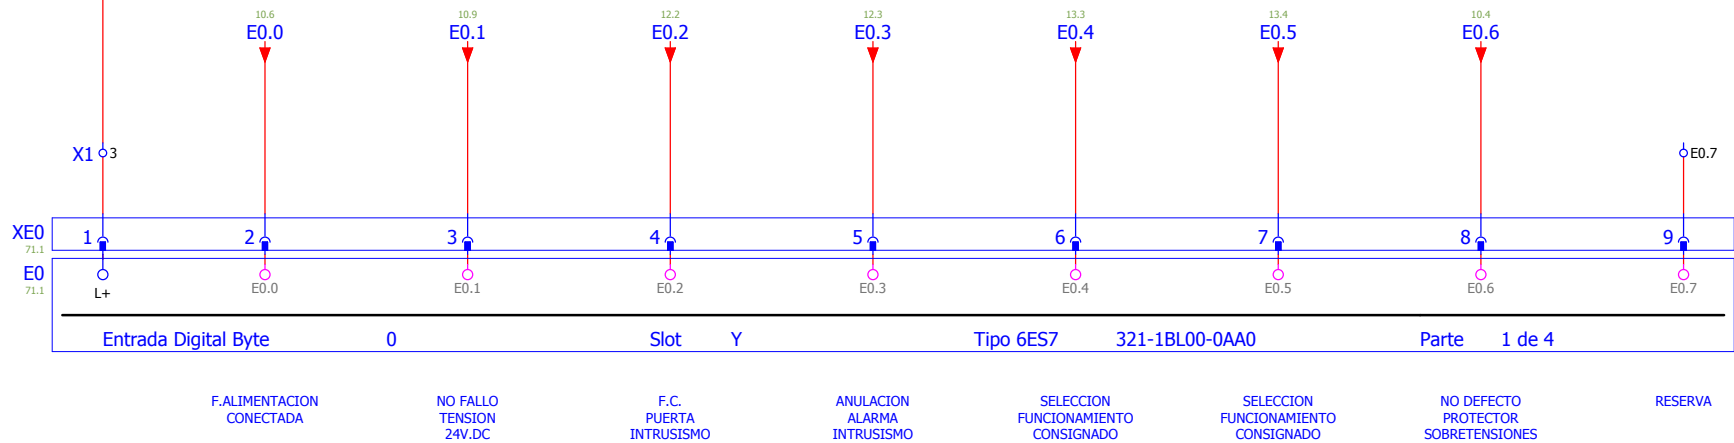 10.6 10.9 12.2 12.3 13.3 13.4 10.4
E0.0 E0.1 E0.2 E0.3 E0.4 E0.5 E0.6
X1 3 E0.7
XE0 1 2 3 4 5 6 7 8 9
71.1
E0
71.1 L+ E0.0 E0.1 E0.2 E0.3 E0.4 E0.5 E0.6 E0.7
Entrada Digital Byte 0 Slot Y Tipo 6ES7 321-1BL00-0AA0 Parte 1 de 4
F.ALIMENTACION NO FALLO F.C. ANULACION SELECCION SELECCION NO DEFECTO RESERVA
CONECTADA TENSION PUERTA ALARMA FUNCIONAMIENTO FUNCIONAMIENTO PROTECTOR
24V.DC INTRUSISMO INTRUSISMO CONSIGNADO CONSIGNADO SOBRETENSIONES